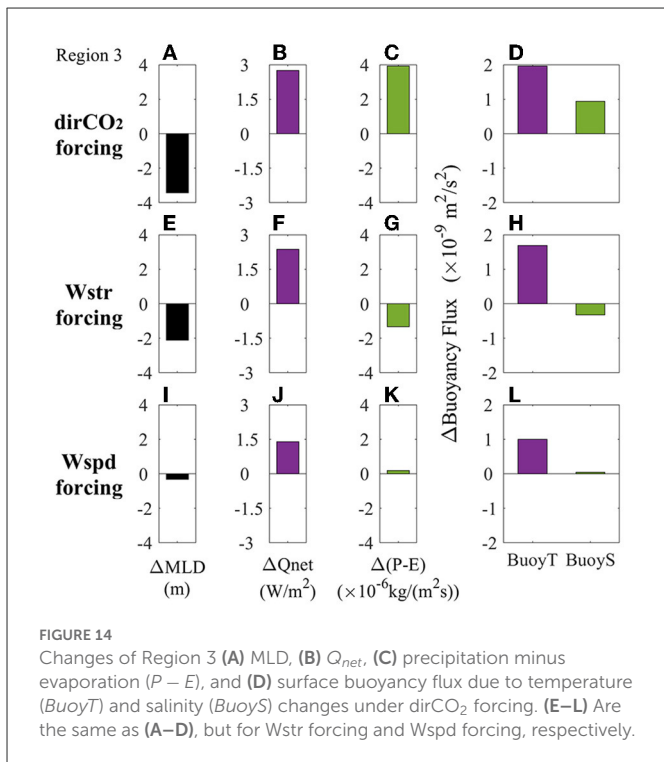 Region 3
A
B
C
D
dirCO₂
forcing
4
2
0
-2
-4
3
1.5
0
-1.5
-3
4
2
0
-2
-4
2
1
0
-1
-2
E
F
G
H
Wstr
forcing
4
2
0
-2
-4
3
1.5
0
-1.5
-3
4
2
0
-2
-4
2
1
0
-1
-2
ΔBuoyancy Flux (×10⁻⁹ m²/s²)
I
J
K
L
Wspd
forcing
4
2
0
-2
-4
3
1.5
0
-1.5
-3
4
2
0
-2
-4
2
1
0
-1
-2
ΔMLD
(m)
ΔQnet
(W/m²)
Δ(P-E)
(×10⁻⁶kg/(m²s))
BuoyT BuoyS
FIGURE 14
Changes of Region 3 (A) MLD, (B) Qnet, (C) precipitation minus
evaporation (P – E), and (D) surface buoyancy flux due to temperature
(BuoyT) and salinity (BuoyS) changes under dirCO₂ forcing. (E–L) Are
the same as (A–D), but for Wstr forcing and Wspd forcing, respectively.